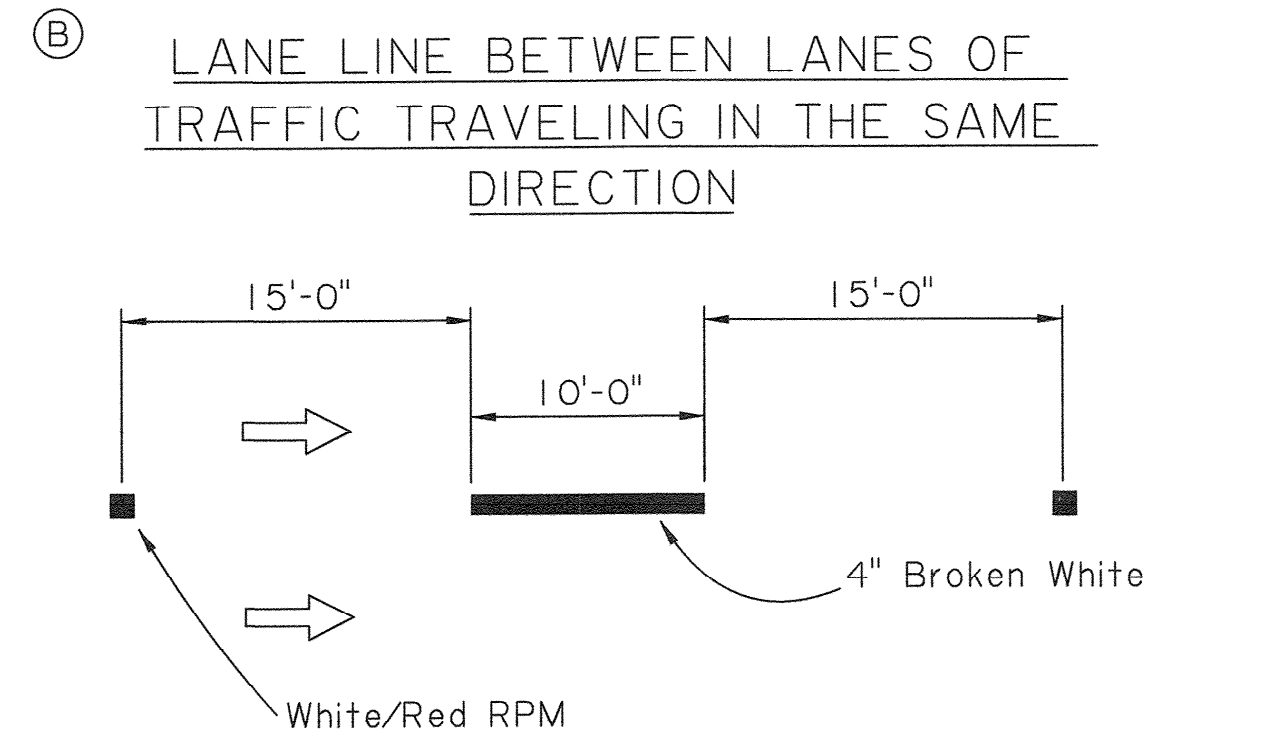 B
LANE LINE BETWEEN LANES OF
TRAFFIC TRAVELING IN THE SAME
DIRECTION
15'-0"
15'-0"
10'-0"
4" Broken White
White/Red RPM